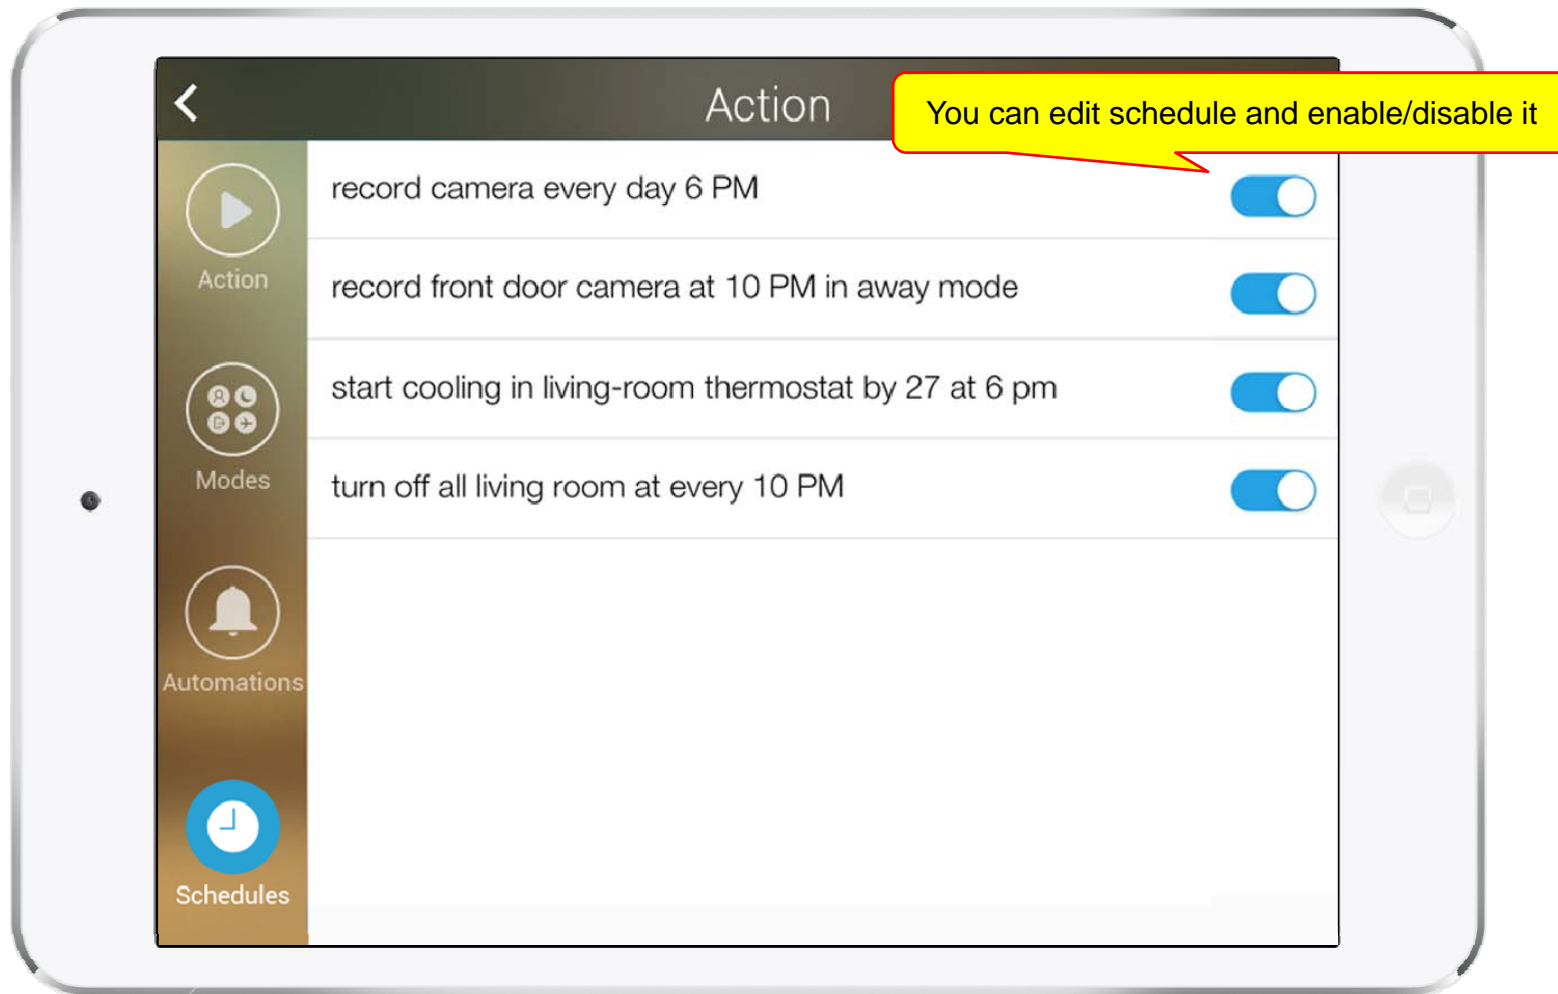 Action
You can edit schedule and enable/disable it
record camera every day 6 PM
Action
record front door camera at 10 PM in away mode
start cooling in living-room thermostat by 27 at 6 pm
Modes
turn off all living room at every 10 PM
Automations
Schedules